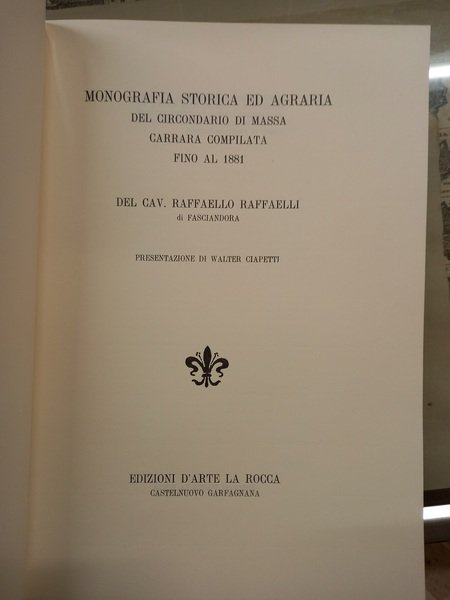 MONOGRAFIA STORICA ED AGRARIA
DEL CIRCONDARIO DI MASSA
CARRARA COMPILATA
FINO AL 1881
DEL CAV. RAFFAELLO RAFFAELLI
di FASCIANDORA
PRESENTAZIONE DI WALTER CIAPETTI
EDIZIONI D'ARTE LA ROCCA
CASTELNUOVO GARFAGNANA